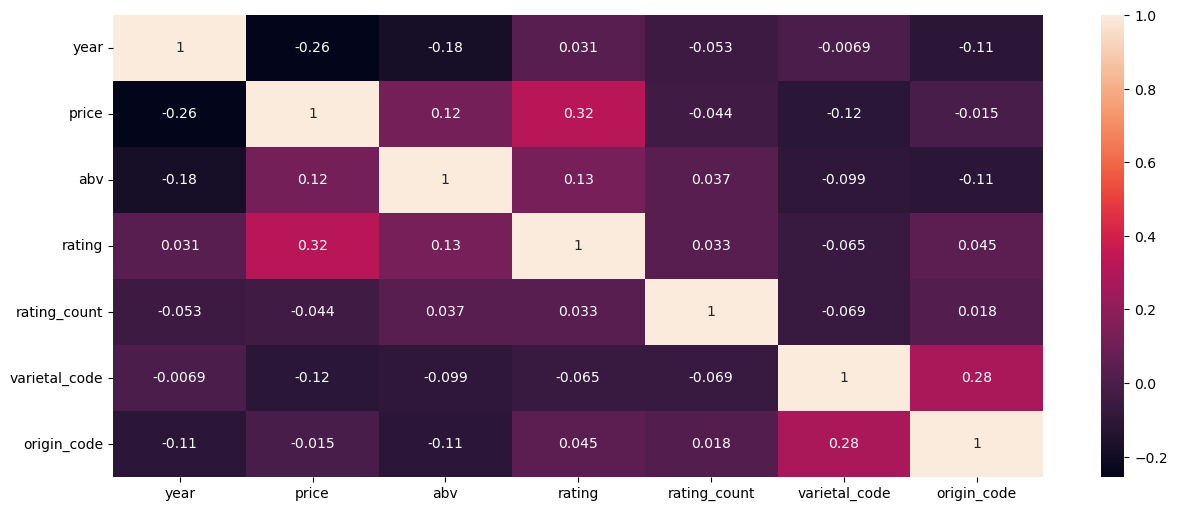 year 1 -0.26 -0.18 0.031 -0.053 -0.0069 -0.11
price -0.26 1 0.12 0.32 -0.044 -0.12 -0.015
abv -0.18 0.12 1 0.13 0.037 -0.099 -0.11
rating 0.031 0.32 0.13 1 0.033 -0.065 0.045
rating_count -0.053 -0.044 0.037 0.033 1 -0.069 0.018
varietal_code -0.0069 -0.12 -0.099 -0.065 -0.069 1 0.28
origin_code -0.11 -0.015 -0.11 0.045 0.018 0.28 1
year price abv rating rating_count varietal_code origin_code
1.0
0.8
0.6
0.4
0.2
0.0
−0.2